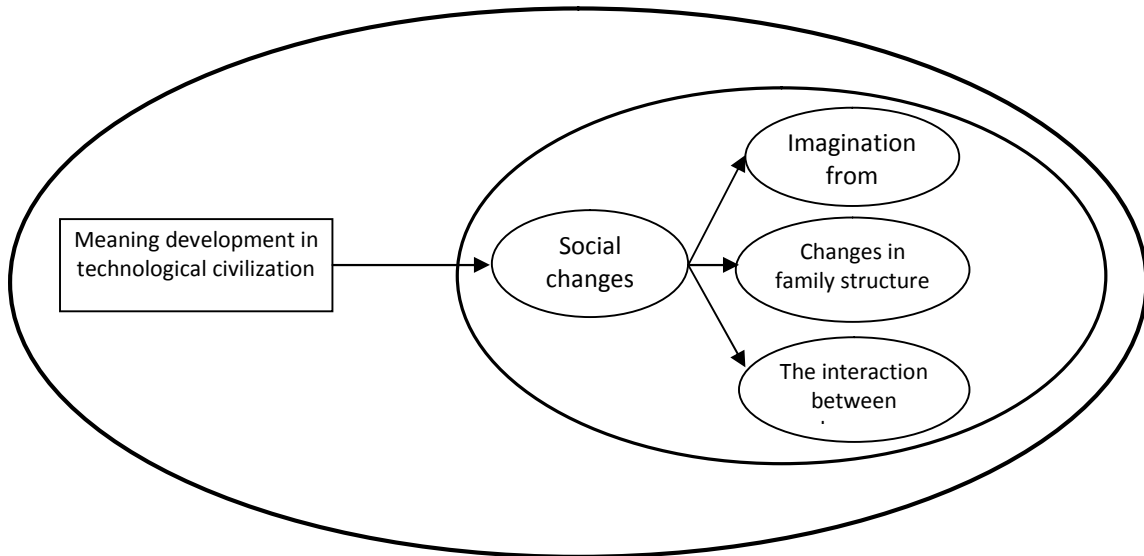 Meaning development in
technological civilization
Social
changes
Imagination
from
Changes in
family structure
The interaction
between